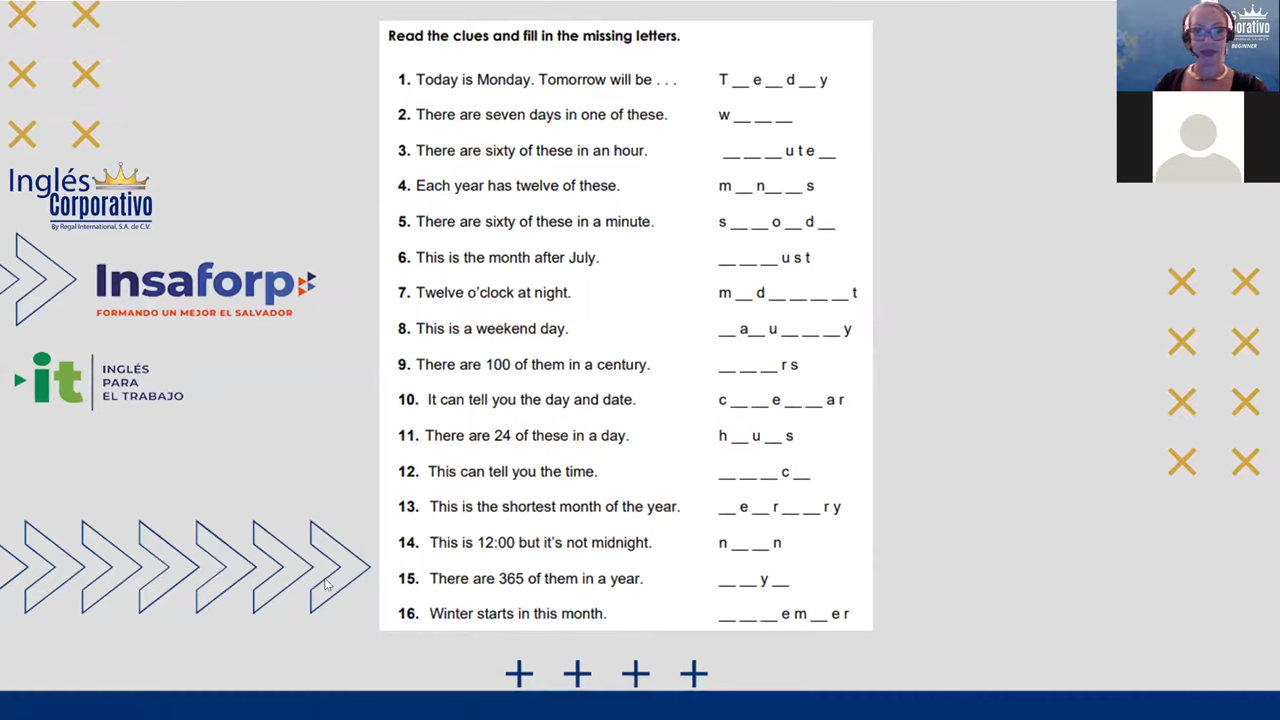 Read the clues and fill in the missing letters.
1. Today is Monday. Tomorrow will be . . . T __ e __ d __ y
2. There are seven days in one of these. w __ __ __
3. There are sixty of these in an hour. __ __ __ u t e __
4. Each year has twelve of these. m __ n__ __ s
5. There are sixty of these in a minute. s __ __ o __ d __
6. This is the month after July. __ __ __ u s t
7. Twelve o’clock at night. m __ d __ __ __ __ t
8. This is a weekend day. __ a__ u __ __ __ y
9. There are 100 of them in a century. __ __ __ r s
10. It can tell you the day and date. c __ __ e __ __ a r
11. There are 24 of these in a day. h __ u __ s
12. This can tell you the time. __ __ __ c __
13. This is the shortest month of the year. __ e __ r __ __ r y
14. This is 12:00 but it’s not midnight. n __ __ n
15. There are 365 of them in a year. __ __ y __
16. Winter starts in this month. __ __ __ e m __ e r
Inglés
Corporativo
By Regal International, S.A. de C.V.
Insaforp
FORMANDO UN MEJOR EL SALVADOR
it
INGLÉS
PARA
EL TRABAJO
BEGINNER